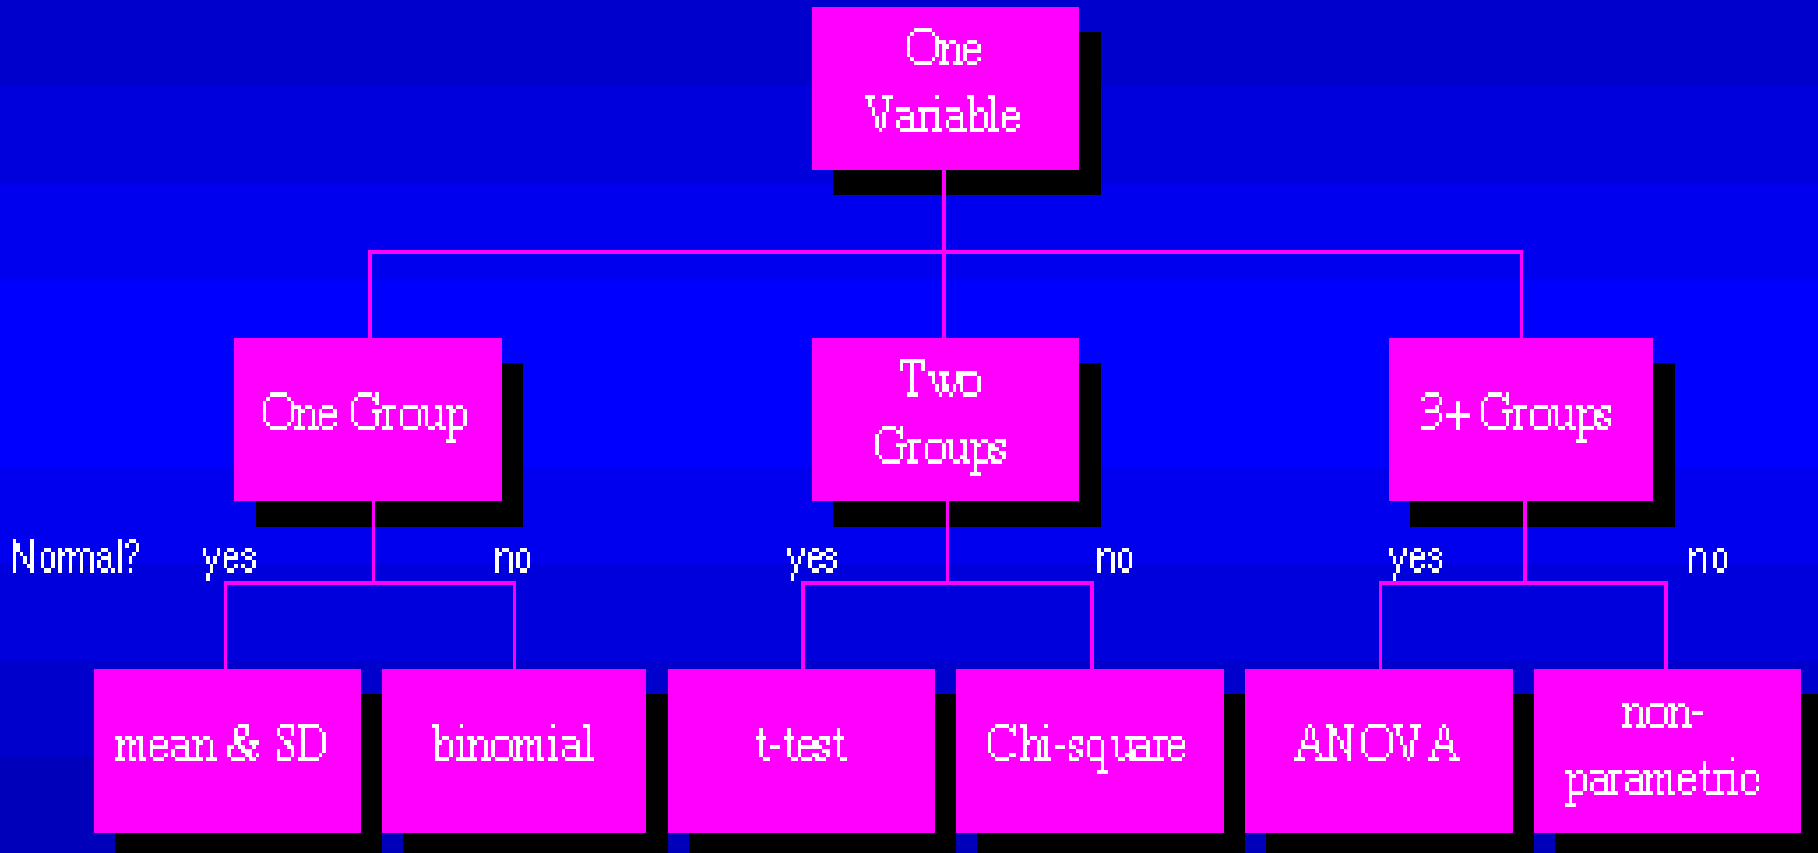 One
Variable
One Group
Two
Groups
3+ Groups
Normal? yes no yes no yes no
mean & SD
binomial
t-test
Chi-square
ANOVA
non-
parametric